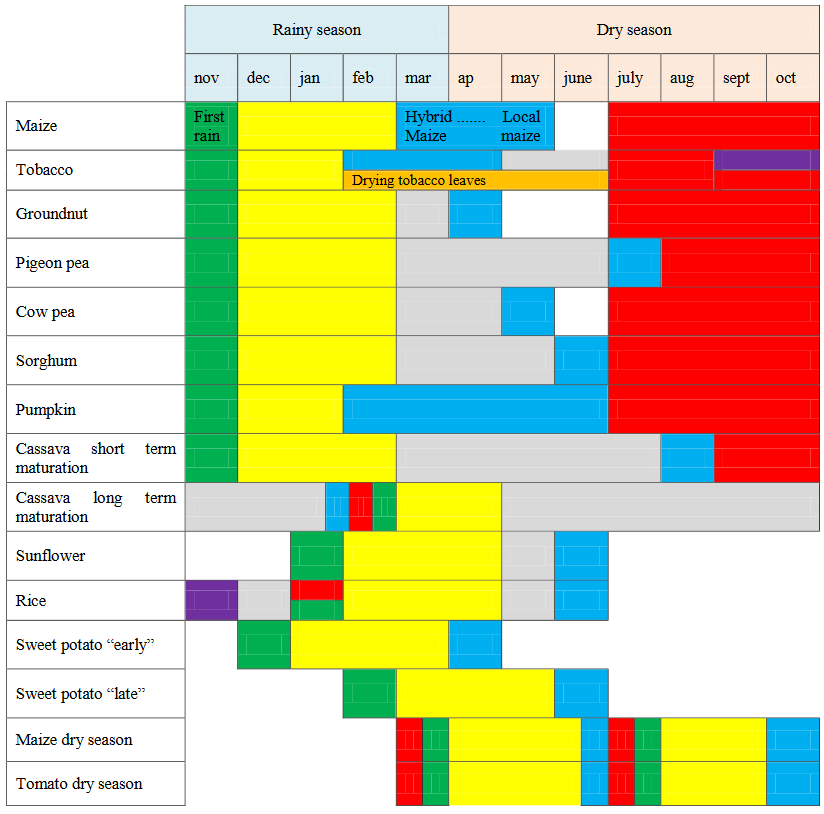 Rainy season Dry season
nov dec jan feb mar ap may june july aug sept oct
Maize
First
rain
Hybrid ....... Local
Maize maize
Tobacco
Drying tobacco leaves
Groundnut
Pigeon pea
Cow pea
Sorghum
Pumpkin
Cassava short term
maturation
Cassava long term
maturation
Sunflower
Rice
Sweet potato “early”
Sweet potato “late”
Maize dry season
Tomato dry season